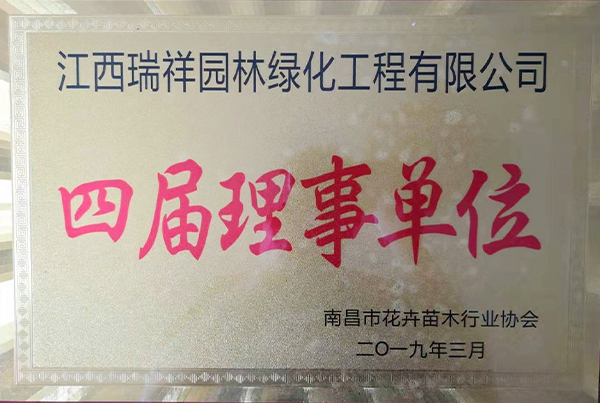 江西瑞祥园林绿化工程有限公司
四届理事单位
南昌市花卉苗木行业协会
二〇一九年三月